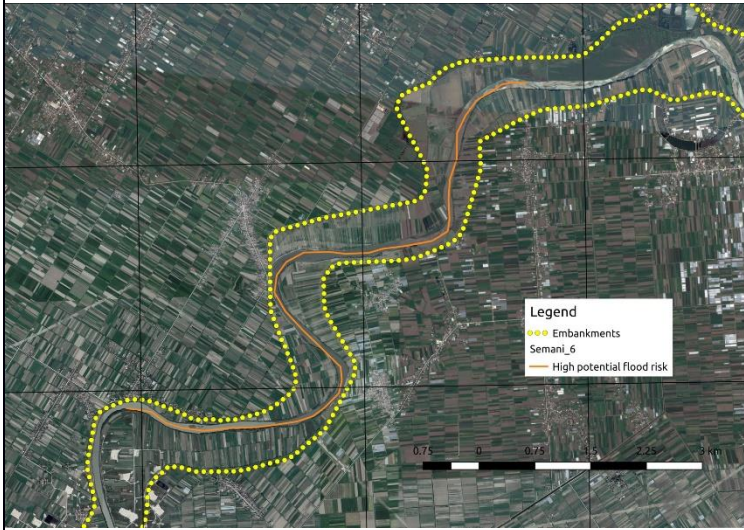 Legend
Embankments
Semani_6
High potential flood risk
0.75 0 0.75 1.5 2.25 3 km